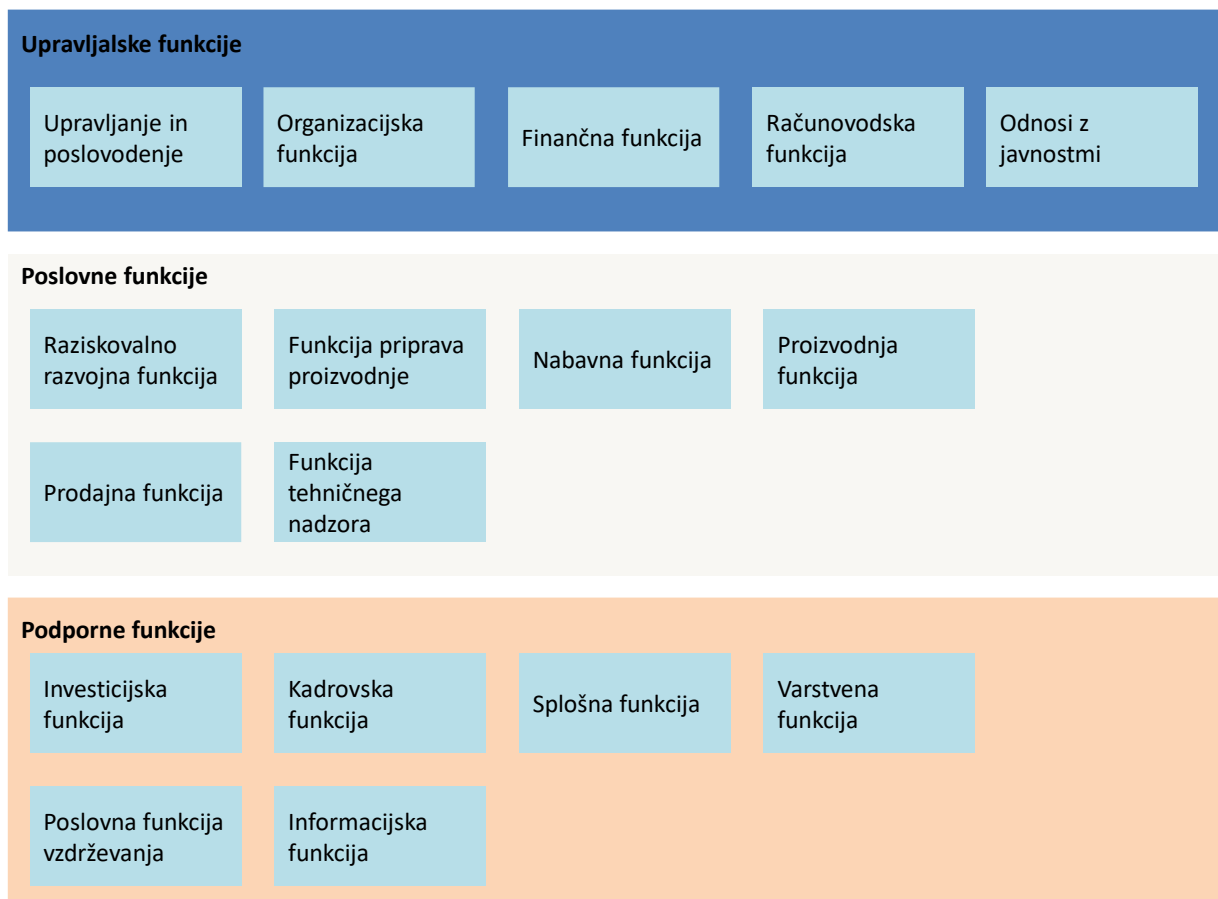 Upravljalske funkcije
Upravljanje in
poslovodenje
Organizacijska
funkcija
Finančna funkcija
Računovodska
funkcija
Odnosi z
javnostmi
Poslovne funkcije
Raziskovalno
razvojna funkcija
Funkcija priprava
proizvodnje
Nabavna funkcija
Proizvodnja
funkcija
Prodajna funkcija
Funkcija
tehničnega
nadzora
Podporne funkcije
Investicijska
funkcija
Kadrovska
funkcija
Splošna funkcija
Varstvena
funkcija
Poslovna funkcija
vzdrževanja
Informacijska
funkcija